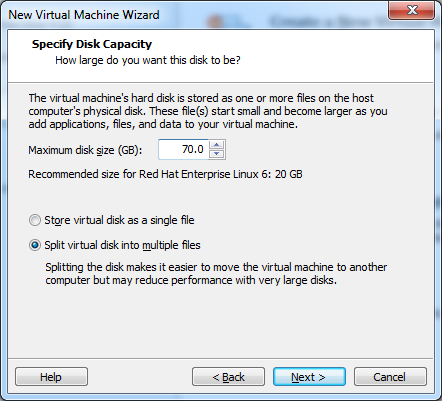 New Virtual Machine Wizard
Specify Disk Capacity
How large do you want this disk to be?
The virtual machine's hard disk is stored as one or more files on the host
computer's physical disk. These file(s) start small and become larger as you
add applications, files, and data to your virtual machine.
Maximum disk size (GB): 70.0
Recommended size for Red Hat Enterprise Linux 6: 20 GB
Store virtual disk as a single file
Split virtual disk into multiple files
Splitting the disk makes it easier to move the virtual machine to another
computer but may reduce performance with very large disks.
Help < Back Next > Cancel